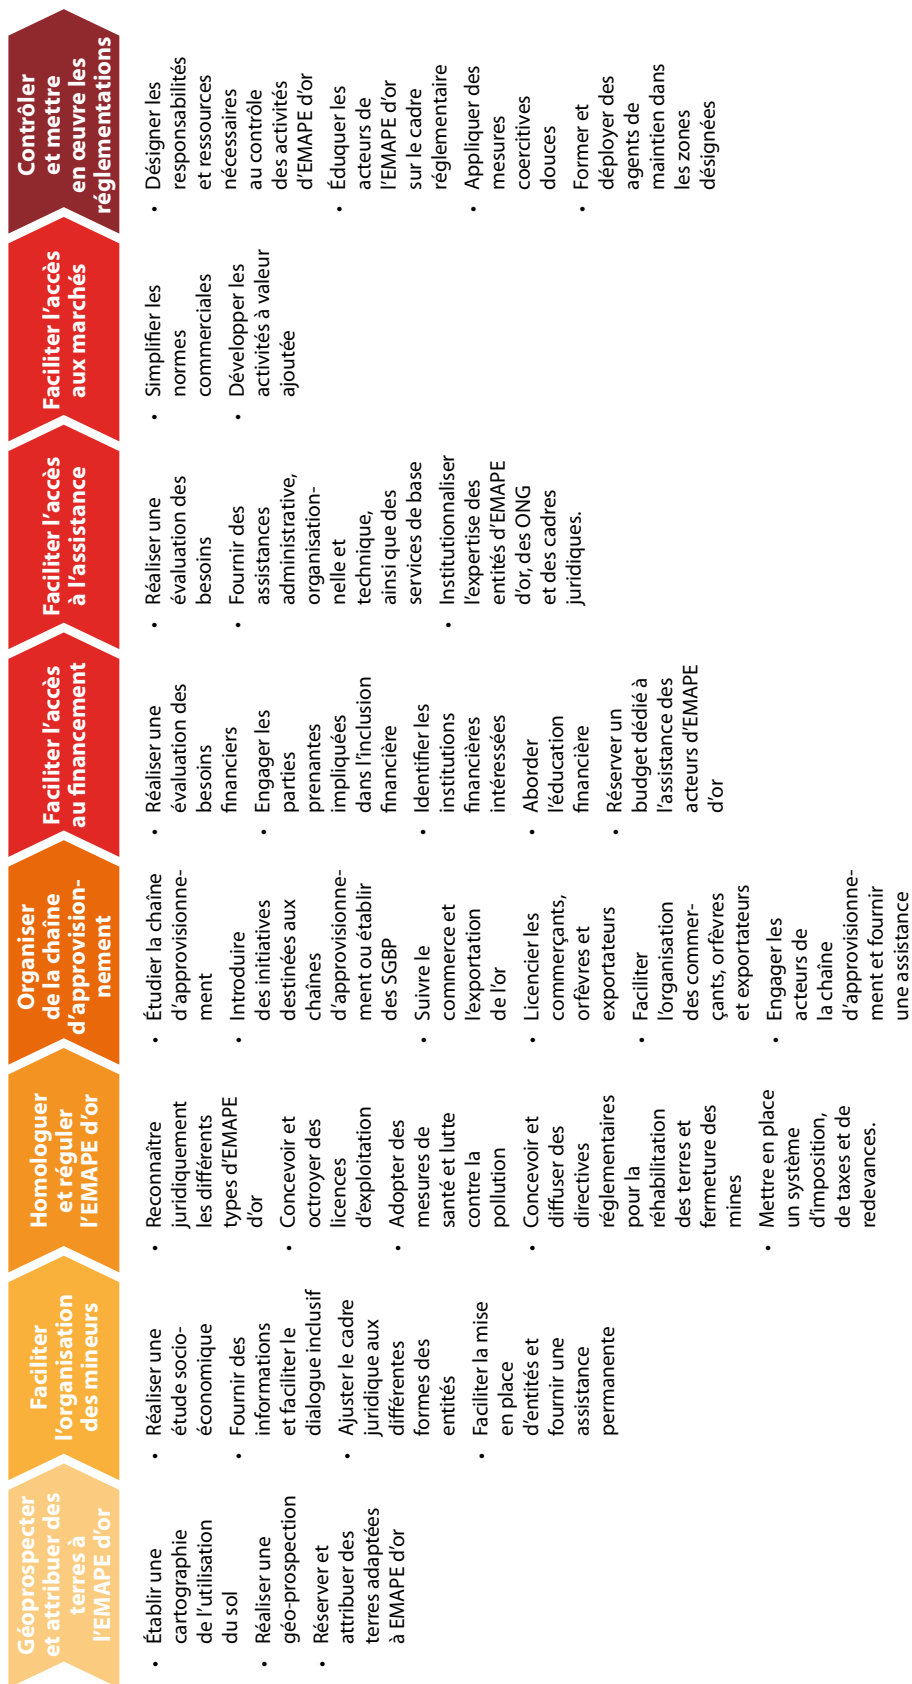 Géoprospecter
et attribuer des
terres à
l'EMAPE d'or
• Établir une
cartographie
de l'utilisation
du sol
• Réaliser une
géo-prospection
• Réserver et
attribuer des
terres adaptées
à EMAPE d'or
Faciliter
l'organisation
des mineurs
• Réaliser une
étude socio-
économique
• Fournir des
informations
et faciliter le
dialogue inclusif
• Ajuster le cadre
juridique aux
différentes
formes des
entités
• Faciliter la mise
en place
d'entités et
fournir une
assistance
permanente
Homologuer
et réguler
l'EMAPE d'or
• Reconnaître
juridiquement
les différents
types d'EMAPE
d'or
• Concevoir et
octroyer des
licences
d'exploitation
• Adopter des
mesures de
santé et lutte
contre la
pollution
• Concevoir et
diffuser des
directives
réglementaires
pour la
réhabilitation
des terres et
fermeture des
mines
• Mettre en place
un système
d'imposition,
de taxes et de
redevances.
Organiser
de la chaîne
d'approvision-
nement
• Étudier la chaîne
d'approvisionne-
ment
• Introduire
des initiatives
destinées aux
chaînes
d'approvisionne-
ment ou établir
des SGBP
• Suivre le
commerce et
l'exportation
de l'or
• Licencier les
commerçants,
orfèvres et
exportateurs
• Faciliter
l'organisation
des commer-
çants, orfèvres
et exportateurs
• Engager les
acteurs de
la chaîne
d'approvisionne-
ment et fournir
une assistance
Faciliter l'accès
au financement
• Réaliser une
évaluation des
besoins
financiers
• Engager les
parties
prenantes
impliquées
dans l'inclusion
financière
• Identifier les
institutions
financières
intéressées
• Aborder
l'éducation
financière
• Réserver un
budget dédié à
l'assistance des
acteurs d'EMAPE
d'or
Faciliter l'accès
à l'assistance
• Réaliser une
évaluation des
besoins
• Fournir des
assistances
administrative,
organisation-
nelle et
technique,
ainsi que des
services de base
• Institutionnaliser
l'expertise des
entités d'EMAPE
d'or, des ONG
et des cadres
juridiques.
Faciliter l'accès
aux marchés
• Simplifier les
normes
commerciales
• Développer les
activités à valeur
ajoutée
Contrôler
et mettre
en œuvre les
réglementations
• Désigner les
responsabilités
et ressources
nécessaires
au contrôle
des activités
d'EMAPE d'or
• Éduquer les
acteurs de
l'EMAPE d'or
sur le cadre
réglementaire
• Appliquer des
mesures
coercitives
douces
• Former et
déployer des
agents de
maintien dans
les zones
désignées